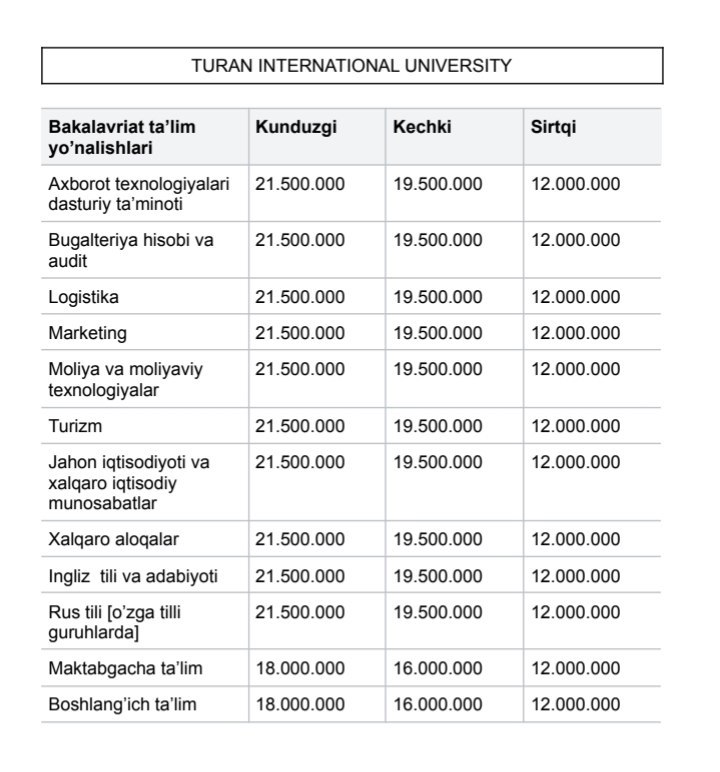 TURAN INTERNATIONAL UNIVERSITY
Bakalavriat ta’lim yo’nalishlari Kunduzgi Kechki Sirtqi
Axborot texnologiyalari dasturiy ta’minoti 21.500.000 19.500.000 12.000.000
Bugalteriya hisobi va audit 21.500.000 19.500.000 12.000.000
Logistika 21.500.000 19.500.000 12.000.000
Marketing 21.500.000 19.500.000 12.000.000
Moliya va moliyaviy texnologiyalar 21.500.000 19.500.000 12.000.000
Turizm 21.500.000 19.500.000 12.000.000
Jahon iqtisodiyoti va xalqaro iqtisodiy munosabatlar 21.500.000 19.500.000 12.000.000
Xalqaro aloqalar 21.500.000 19.500.000 12.000.000
Ingliz  tili va adabiyoti 21.500.000 19.500.000 12.000.000
Rus tili [o’zga tilli guruhlarda] 21.500.000 19.500.000 12.000.000
Maktabgacha ta’lim 18.000.000 16.000.000 12.000.000
Boshlang’ich ta’lim 18.000.000 16.000.000 12.000.000